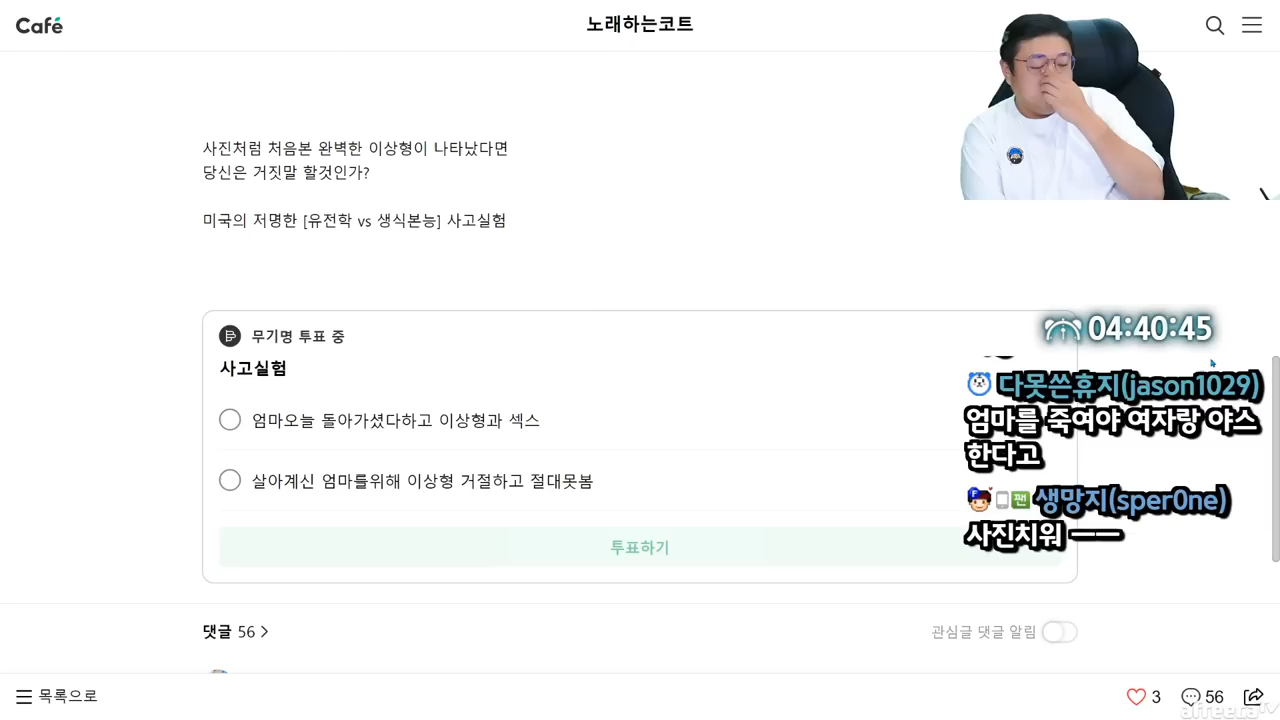 Café
노래하는코트
사진처럼 처음본 완벽한 이상형이 나타났다면
당신은 거짓말 할것인가?
미국의 저명한 [유전학 vs 생식본능] 사고실험
무기명 투표 중
사고실험
엄마오늘 돌아가셨다하고 이상형과 섹스
살아계신 엄마를위해 이상형 거절하고 절대못봄
투표하기
04:40:45
다못쓴휴지(jason1029)
엄마를 죽여야 여자랑 야스
한다고
F 팬 생망지(sper0ne)
사진치워 ㅡㅡ
댓글 56
관심글 댓글 알림
목록으로
3
56
afreecaTV